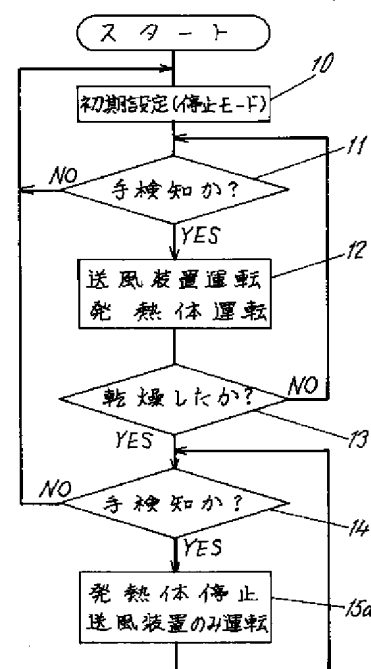 スタート
10
初期設定(停止モード)
11
手検知か?
NO
YES
12
送風装置運転
発熱体運転
乾燥したか?
NO
13
YES
手検知か?
NO
14
YES
発熱体停止
送風装置のみ運転
15a